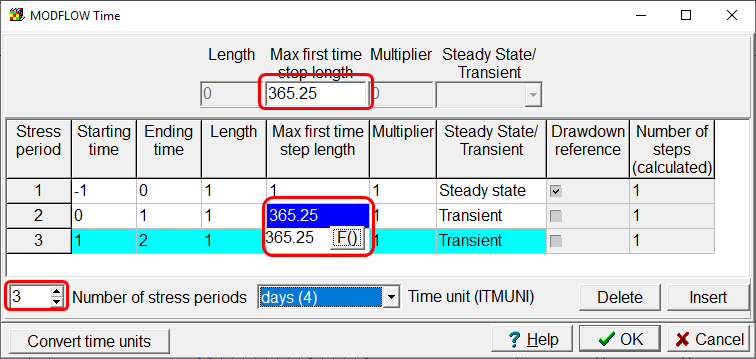 MODFLOW Time
Length Max first time step length Multiplier Steady State/ Transient
0 365.25 0
Stress period Starting time Ending time Length Max first time step length Multiplier Steady State/ Transient Drawdown reference Number of steps (calculated)
1 -1 0 1 1 1 Steady state 1
2 0 1 1 365.25 1 Transient 1
3 1 2 1 365.25 F() 1 Transient 1
3 Number of stress periods days (4) Time unit (ITMUNI) Delete Insert
Convert time units ? Help OK Cancel